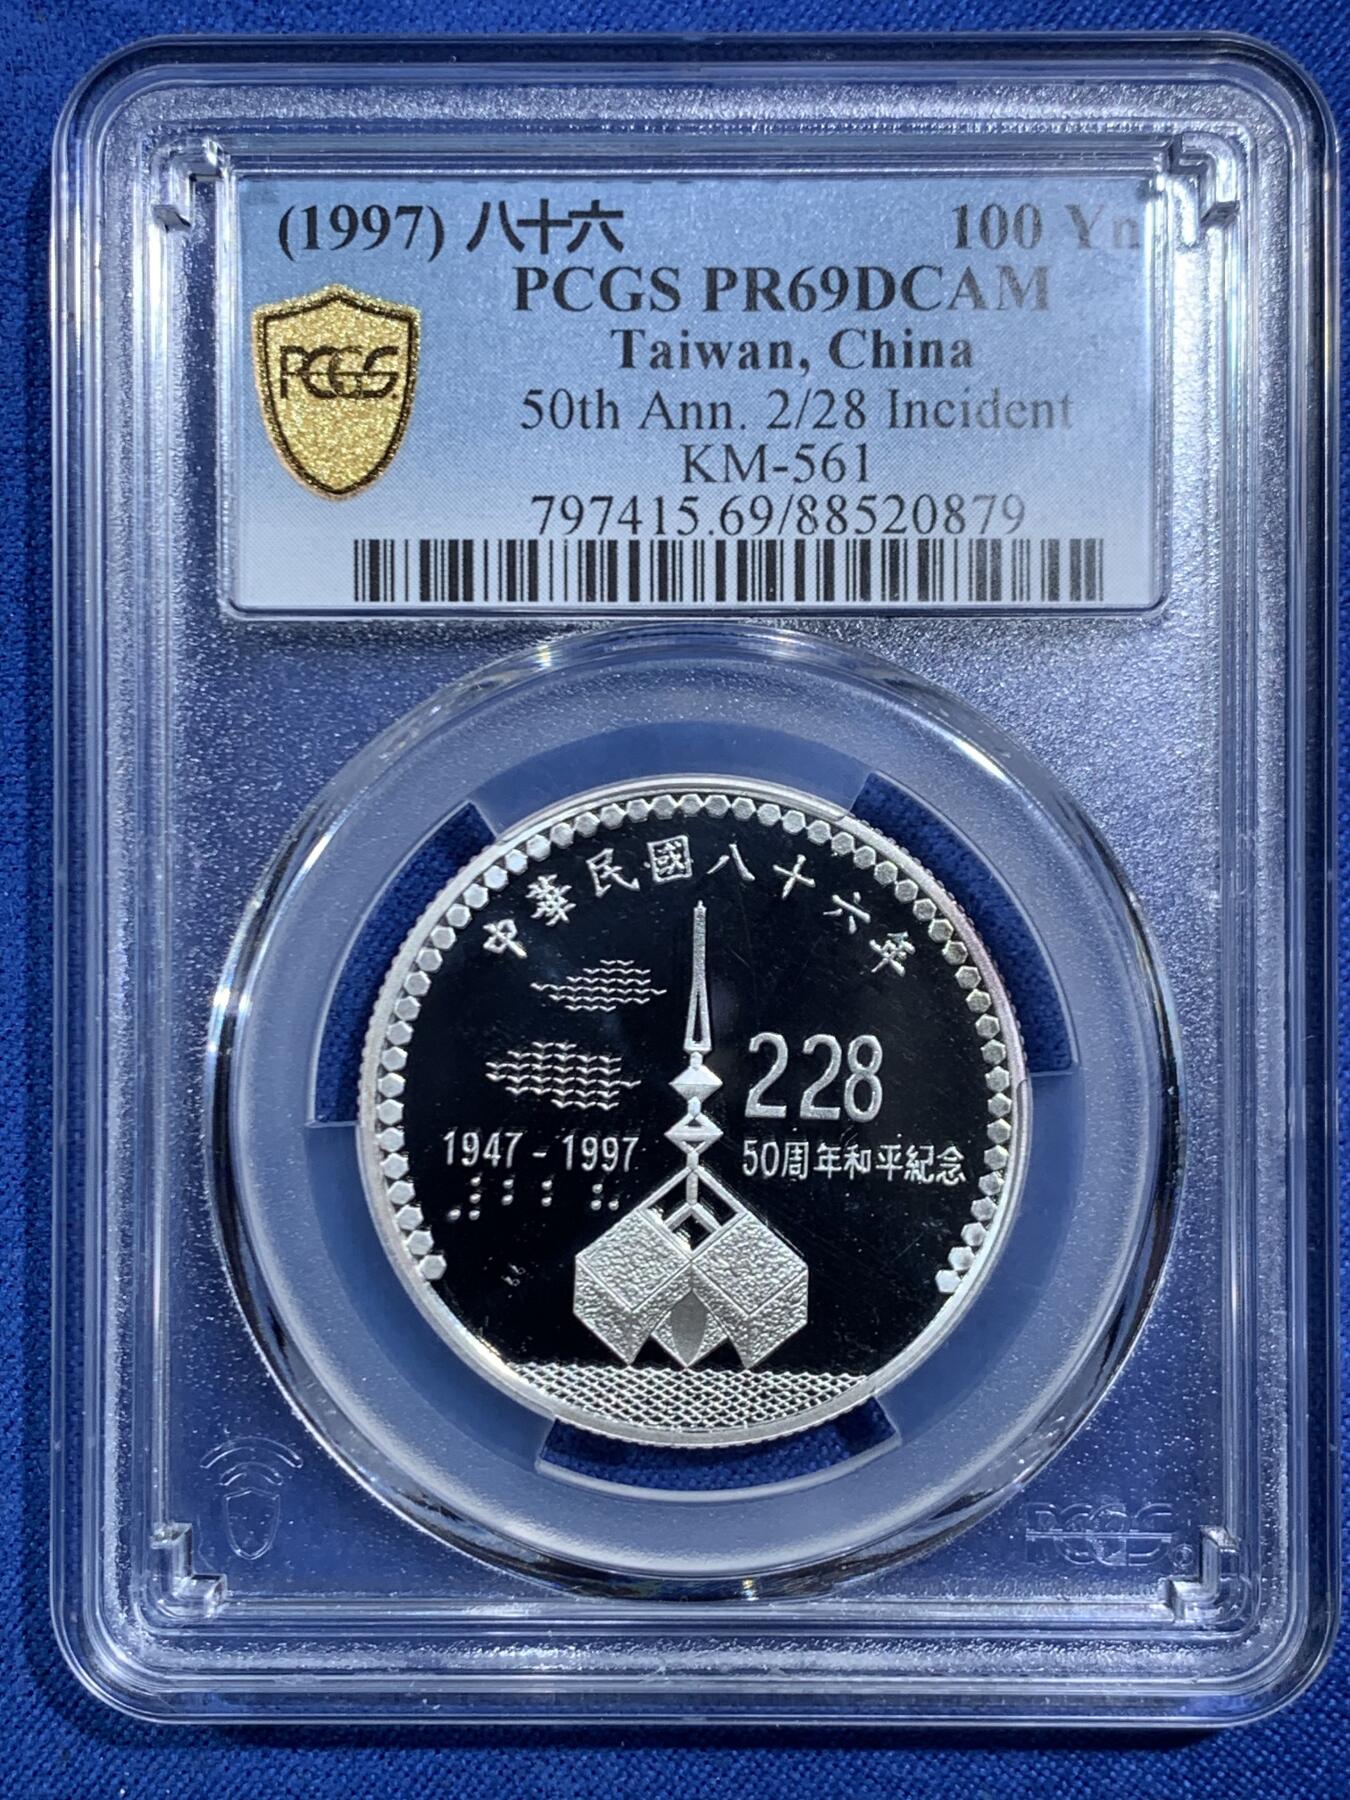 (1997) 八十六 100 Yn
PCGS PR69DCAM
Taiwan, China
50th Ann. 2/28 Incident
KM-561
797415.69/88520879
PCGS
中華民國八十六年
228
1947-1997
50周年和平紀念
PCGS